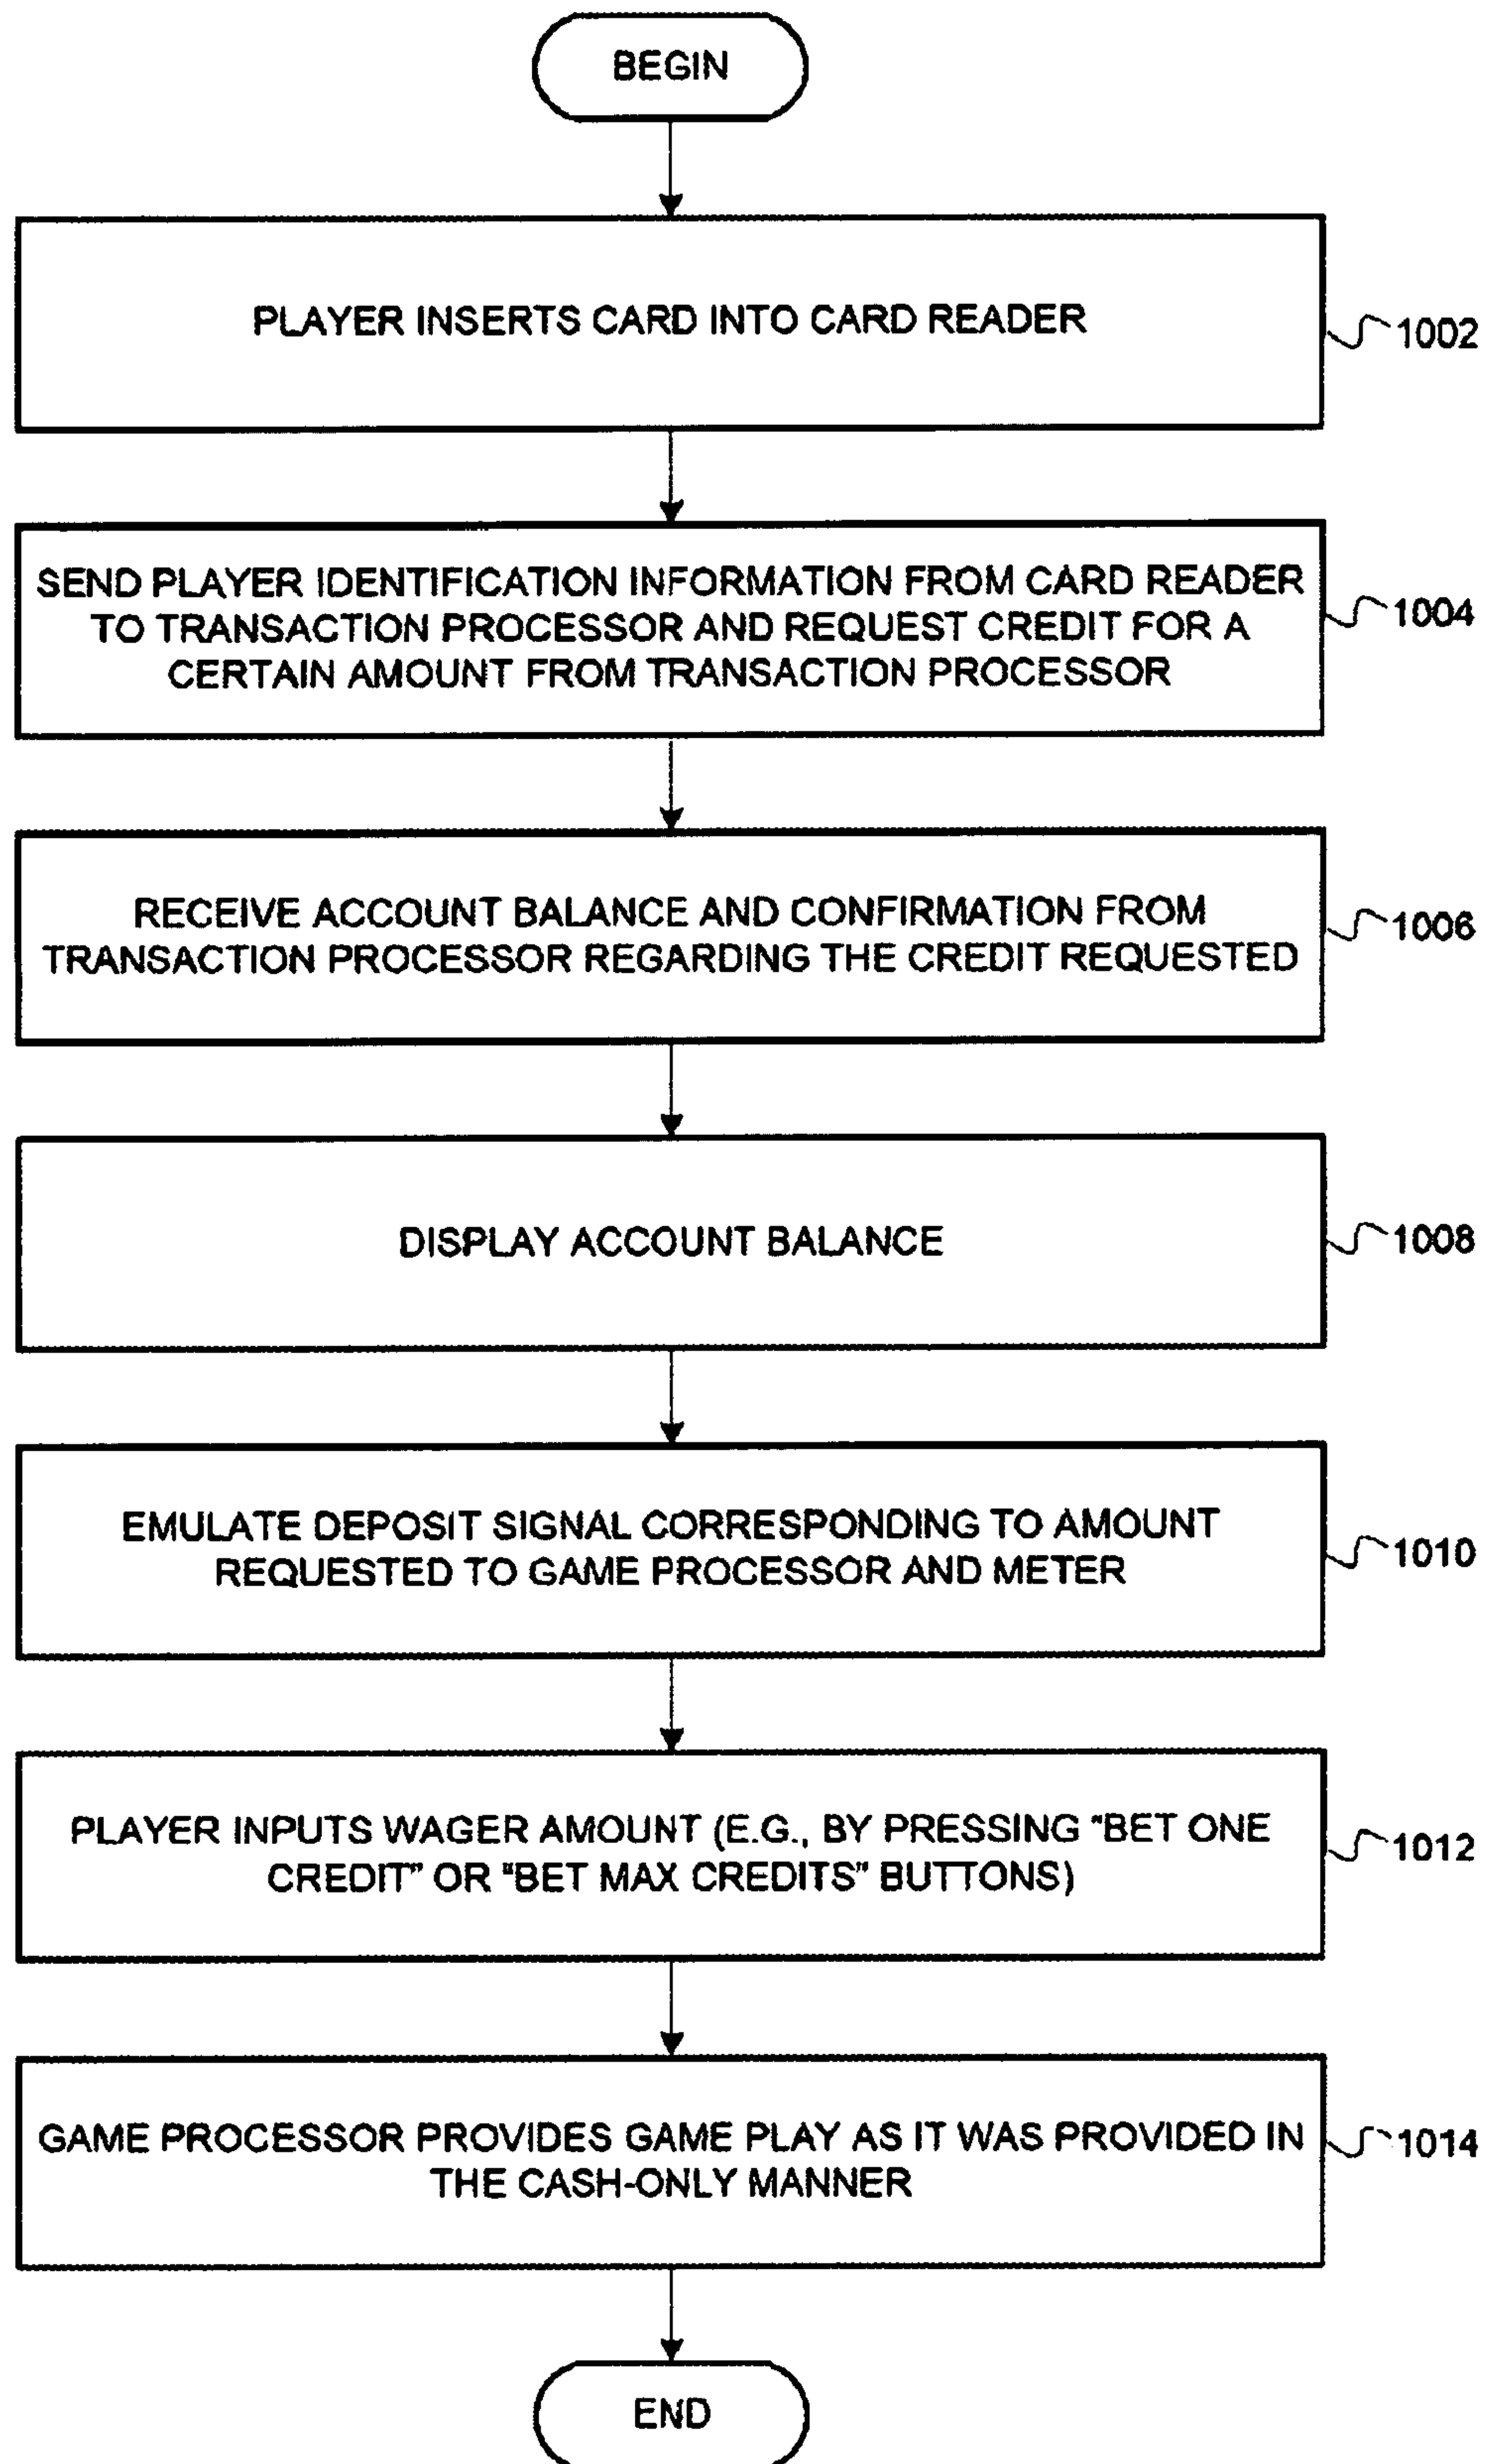 BEGIN
PLAYER INSERTS CARD INTO CARD READER
1002
SEND PLAYER IDENTIFICATION INFORMATION FROM CARD READER
TO TRANSACTION PROCESSOR AND REQUEST CREDIT FOR A
CERTAIN AMOUNT FROM TRANSACTION PROCESSOR
1004
RECEIVE ACCOUNT BALANCE AND CONFIRMATION FROM
TRANSACTION PROCESSOR REGARDING THE CREDIT REQUESTED
1006
DISPLAY ACCOUNT BALANCE
1008
EMULATE DEPOSIT SIGNAL CORRESPONDING TO AMOUNT
REQUESTED TO GAME PROCESSOR AND METER
1010
PLAYER INPUTS WAGER AMOUNT (E.G., BY PRESSING "BET ONE
CREDIT" OR "BET MAX CREDITS" BUTTONS)
1012
GAME PROCESSOR PROVIDES GAME PLAY AS IT WAS PROVIDED IN
THE CASH-ONLY MANNER
1014
END